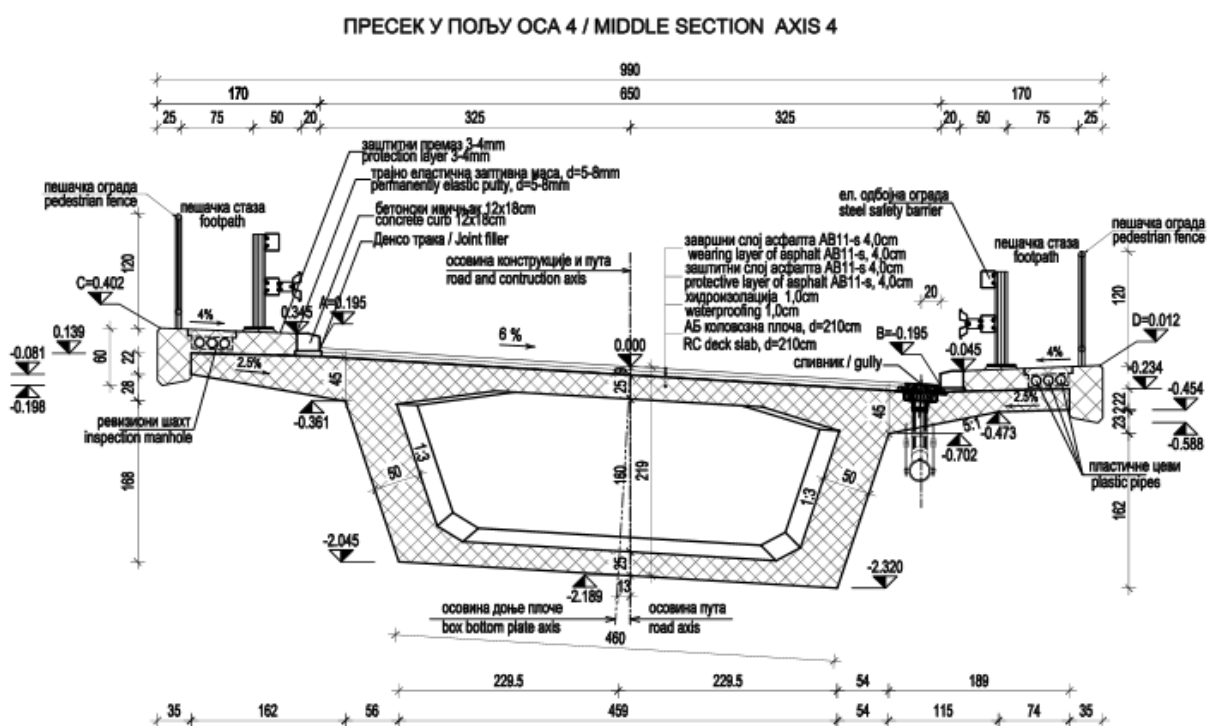 ПРЕСЕК У ПОЉУ ОСА 4 / MIDDLE SECTION AXIS 4
990
170 650 170
25 75 50 20 325 325 20 50 75 25
заштитни премаз 3-4mm
protection layer 3-4mm
трајно еластична заптивна маса, d=5-8mm
permanently elastic putty, d=5-8mm
бетонски ивичњак 12x18cm
concrete curb 12x18cm
Денсо трака / Joint filler
пешачка ограда
pedestrian fence
пешачка стаза
footpath
осовина конструкције и пута
road and contruction axis
завршни слој асфалта AB11-s 4,0cm
wearing layer of asphalt AB11-s, 4,0cm
заштитни слој асфалта AB11-s 4,0cm
protective layer of asphalt AB11-s, 4,0cm
хидроизолација 1,0cm
waterproofing 1,0cm
АБ коловозна плоча, d=210cm
RC deck slab, d=210cm
сливник / gully
ел. одбојна ограда
steel safety barrier
пешачка стаза
footpath
пешачка ограда
pedestrian fence
120
C=0.402
4%
0.345
A=0.195
6 %
0.000
20
B=-0.195
-0.045
4%
D=0.012
120
0.139
-0.081
-0.198
60
22
28
2.5%
45
25
45
-0.234
-0.454
-0.588
22
23
2.5%
5:1
-0.361
-0.473
-0.702
ревизиони шахт
inspection manhole
пластичне цеви
plastic pipes
168
50
1:3
180
219
1:3
50
162
-2.045
25
13
-2.189
-2.320
осовина доње плоче
box bottom plate axis
осовина пута
road axis
460
229.5 229.5 54 189
35 162 56 459 54 115 74 35